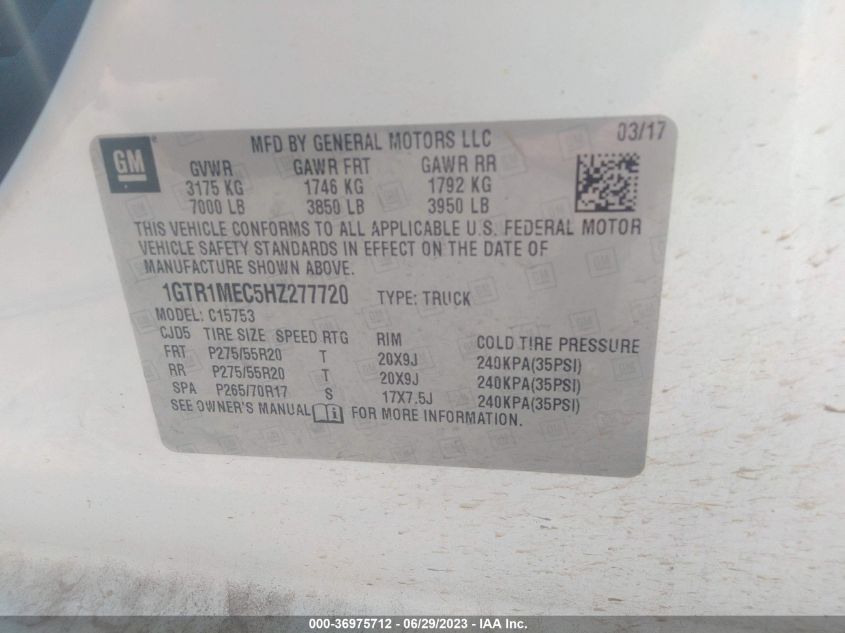 GM
MFD BY GENERAL MOTORS LLC 03/17
GVWR GAWR FRT GAWR RR
3175 KG 1746 KG 1792 KG
7000 LB 3850 LB 3950 LB
THIS VEHICLE CONFORMS TO ALL APPLICABLE U.S. FEDERAL MOTOR
VEHICLE SAFETY STANDARDS IN EFFECT ON THE DATE OF
MANUFACTURE SHOWN ABOVE.
1GTR1MEC5HZ277720 TYPE: TRUCK
MODEL: C15753
CJD5 TIRE SIZE SPEED RTG RIM COLD TIRE PRESSURE
FRT P275/55R20 T 20X9J 240KPA(35PSI)
RR P275/55R20 T 20X9J 240KPA(35PSI)
SPA P265/70R17 S 17X7.5J 240KPA(35PSI)
SEE OWNER'S MANUAL FOR MORE INFORMATION.
000-36975712 - 06/29/2023 - IAA Inc.